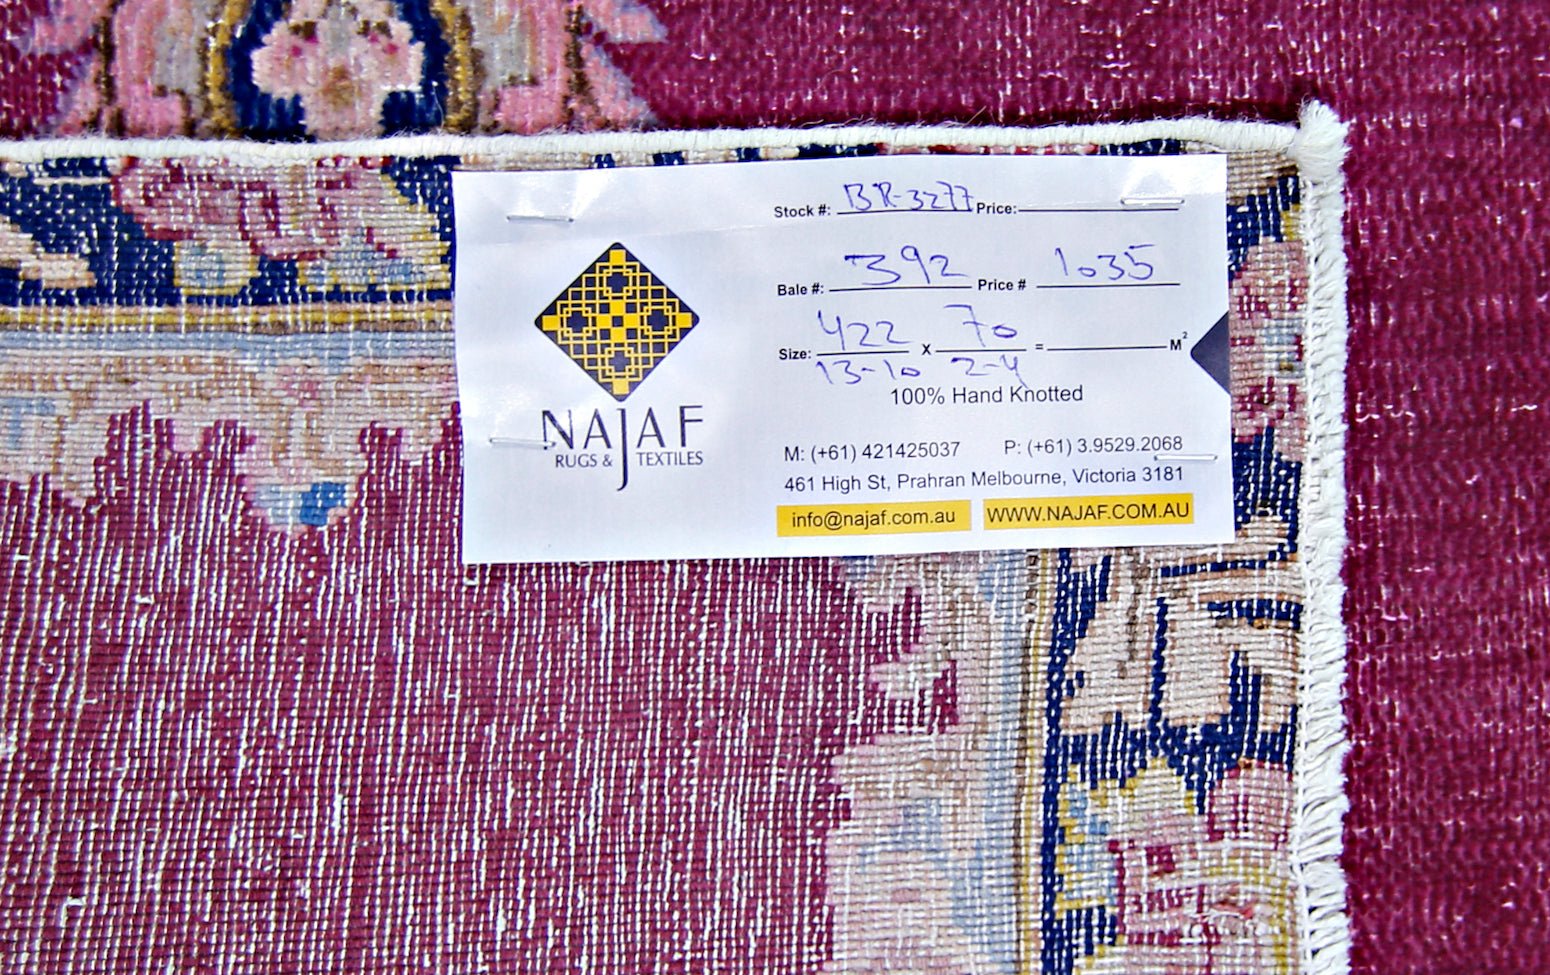 Stock #: BR-3277 Price:
Bale #: 392 Price # 1035
Size: 422 x 70 = M²
13-10 2-4
100% Hand Knotted
NAJAF
RUGS & TEXTILES
M: (+61) 421425037 P: (+61) 3.9529.2068
461 High St, Prahran Melbourne, Victoria 3181
info@najaf.com.au WWW.NAJAF.COM.AU